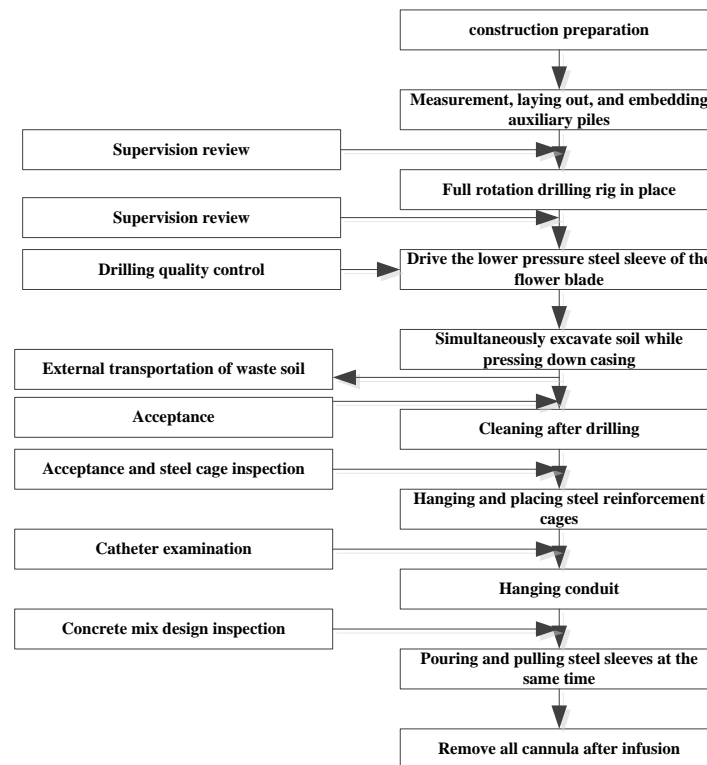 construction preparation
Measurement, laying out, and embedding
auxiliary piles
Supervision review
Full rotation drilling rig in place
Supervision review
Drilling quality control
Drive the lower pressure steel sleeve of the
flower blade
Simultaneously excavate soil while
pressing down casing
External transportation of waste soil
Acceptance
Cleaning after drilling
Acceptance and steel cage inspection
Hanging and placing steel reinforcement
cages
Catheter examination
Hanging conduit
Concrete mix design inspection
Pouring and pulling steel sleeves at the
same time
Remove all cannula after infusion